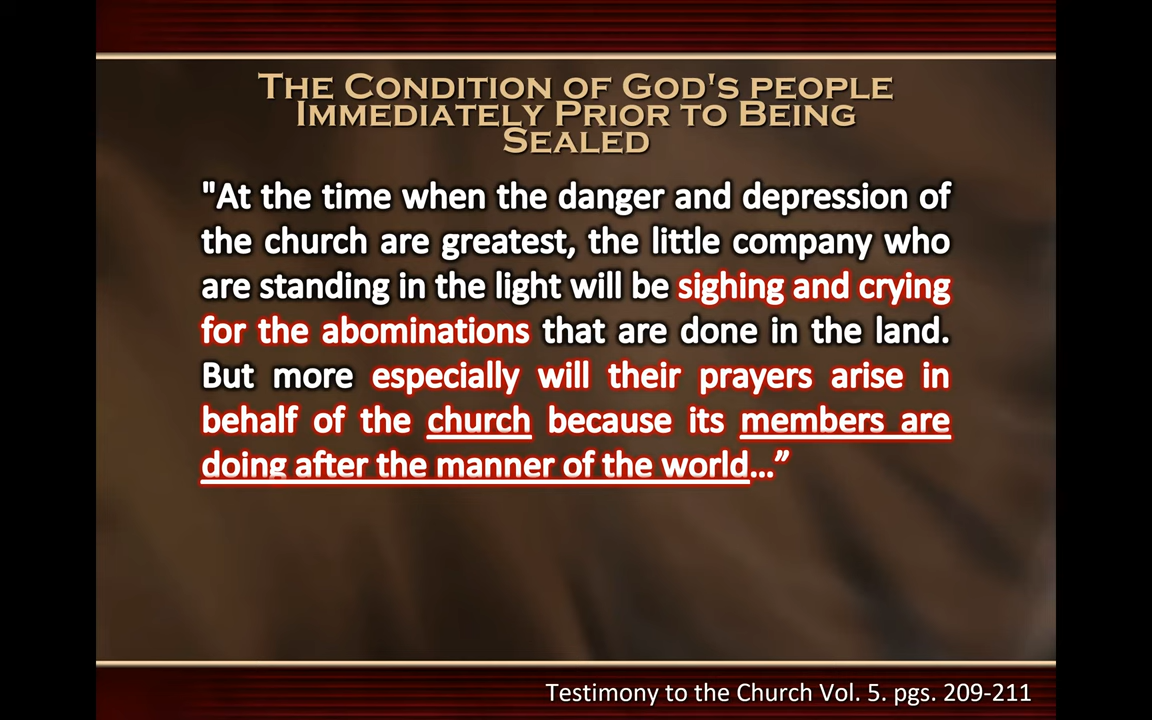 The Condition of God's people
Immediately Prior to Being
Sealed
"At the time when the danger and depression of
the church are greatest, the little company who
are standing in the light will be sighing and crying
for the abominations that are done in the land.
But more especially will their prayers arise in
behalf of the church because its members are
doing after the manner of the world…”
Testimony to the Church Vol. 5. pgs. 209-211